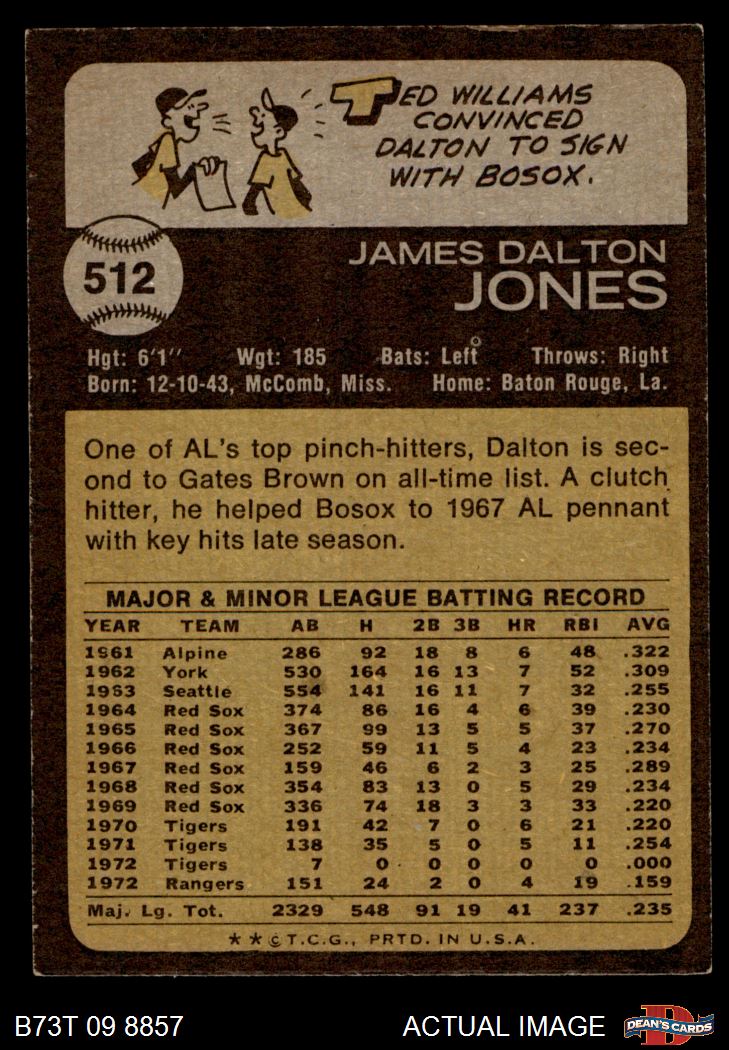 TED WILLIAMS
CONVINCED
DALTON TO SIGN
WITH BOSOX.
512
JAMES DALTON
JONES
Hgt: 6'1" Wgt: 185 Bats: Left Throws: Right
Born: 12-10-43, McComb, Miss. Home: Baton Rouge, La.
One of AL's top pinch-hitters, Dalton is sec-
ond to Gates Brown on all-time list. A clutch
hitter, he helped Bosox to 1967 AL pennant
with key hits late season.
MAJOR & MINOR LEAGUE BATTING RECORD
YEAR TEAM AB H 2B 3B HR RBI AVG
1961 Alpine 286 92 18 8 6 48 .322
1962 York 530 164 16 13 7 52 .309
1963 Seattle 554 141 16 11 7 32 .255
1964 Red Sox 374 86 16 4 6 39 .230
1965 Red Sox 367 99 13 5 5 37 .270
1966 Red Sox 252 59 11 5 4 23 .234
1967 Red Sox 159 46 6 2 3 25 .289
1968 Red Sox 354 83 13 0 5 29 .234
1969 Red Sox 336 74 18 3 3 33 .220
1970 Tigers 191 42 7 0 6 21 .220
1971 Tigers 138 35 5 0 5 11 .254
1972 Tigers 7 0 0 0 0 0 .000
1972 Rangers 151 24 2 0 4 19 .159
Maj. Lg. Tot. 2329 548 91 19 41 237 .235
* * © T.C.G., PRTD. IN U.S.A.
B73T 09 8857 ACTUAL IMAGE D DEAN'S CARDS